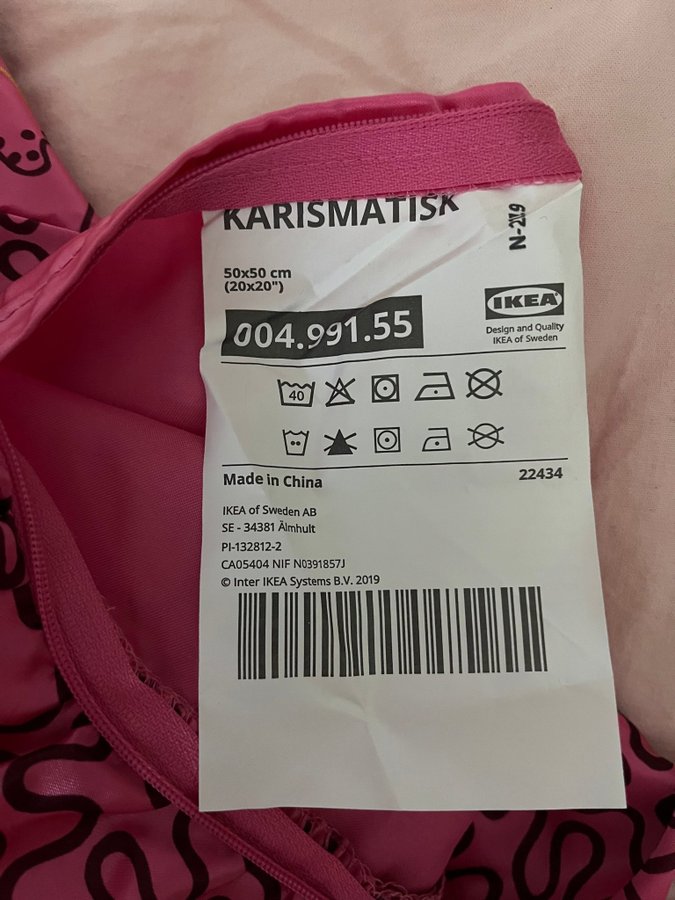 KARISMATISK
50x50 cm
(20x20")
004.991.55
IKEA
Design and Quality
IKEA of Sweden
40
Made in China
22434
IKEA of Sweden AB
SE - 34381 Älmhult
PI-132812-2
CA05404 NIF N0391857J
© Inter IKEA Systems B.V. 2019